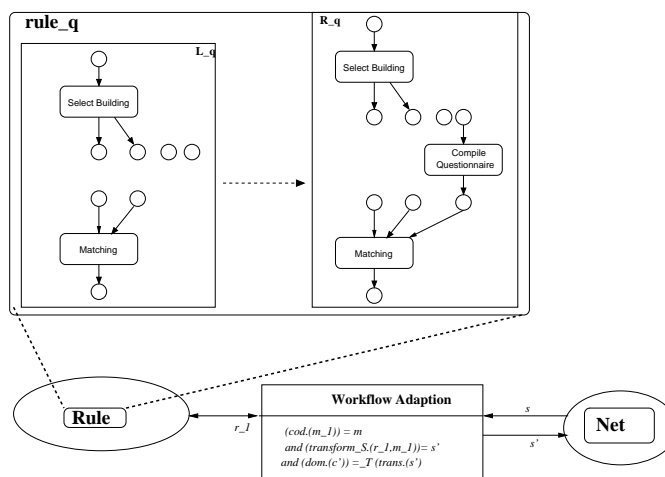 rule_q
L_q
R_q
Select Building
Select Building
Compile
Questionnaire
Matching
Matching
Rule
r_1
Workflow Adaption
(cod.(m_1)) = m
and (transform_S.(r_1,m_1))= s'
and (dom.(c')) =_T (trans.(s')
s
s'
Net